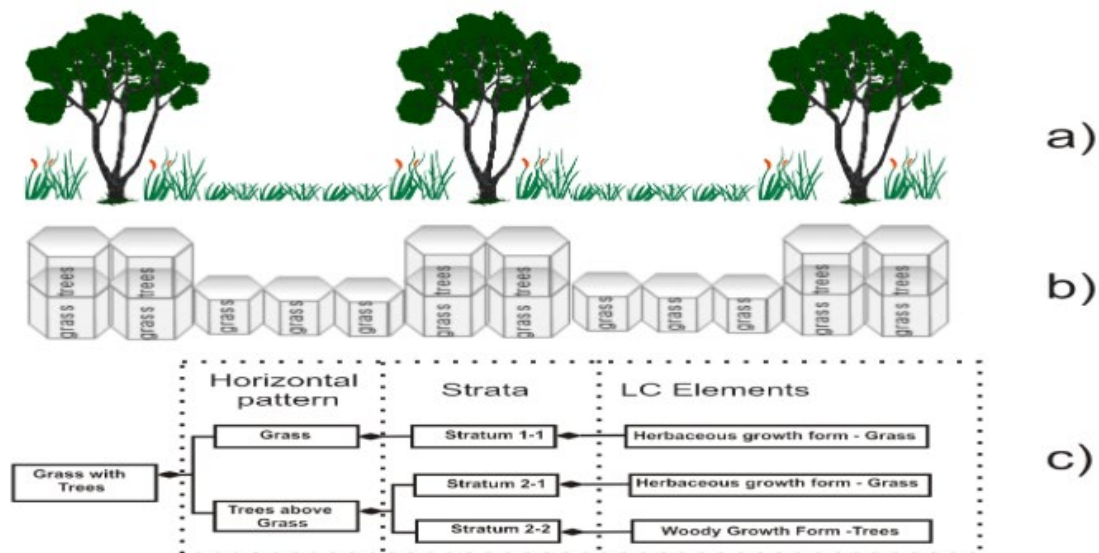 a)
trees trees trees trees trees trees
grass grass grass grass grass grass grass grass grass grass grass grass
b)
Horizontal
pattern
Strata
LC Elements
Grass
Stratum 1-1
Herbaceous growth form - Grass
Grass with
Trees
Stratum 2-1
Herbaceous growth form - Grass
c)
Trees above
Grass
Stratum 2-2
Woody Growth Form -Trees